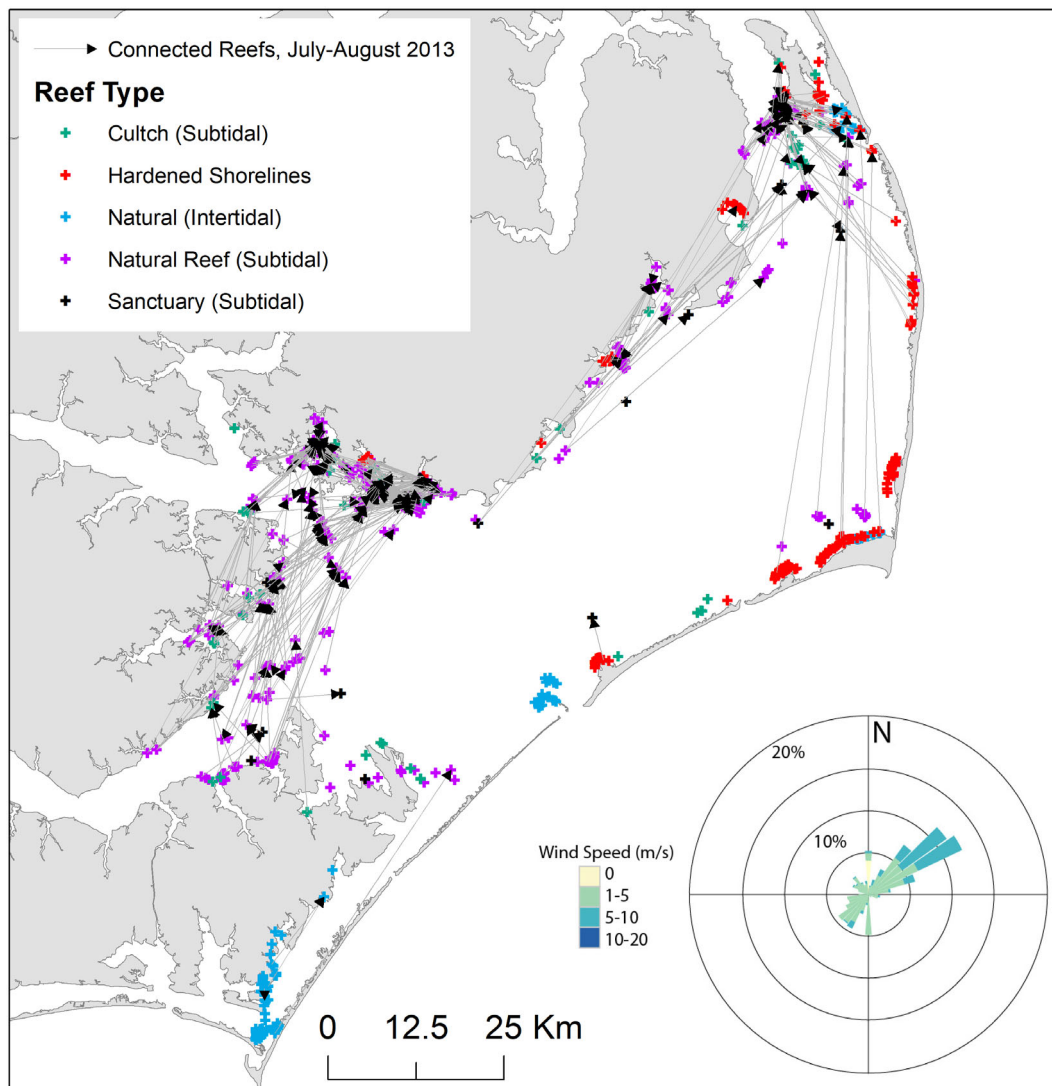 Connected Reefs, July-August 2013
Reef Type
Cultch (Subtidal)
Hardened Shorelines
Natural (Intertidal)
Natural Reef (Subtidal)
Sanctuary (Subtidal)
N
20%
10%
Wind Speed (m/s)
0
1-5
5-10
10-20
0 12.5 25 Km